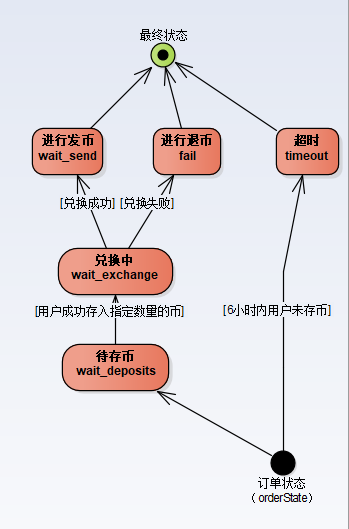 最终状态
进行发币
wait_send
进行退币
fail
超时
timeout
[兑换成功]
[兑换失败]
兑换中
wait_exchange
[用户成功存入指定数量的币]
[6小时内用户未存币]
待存币
wait_deposits
订单状态
（orderState）